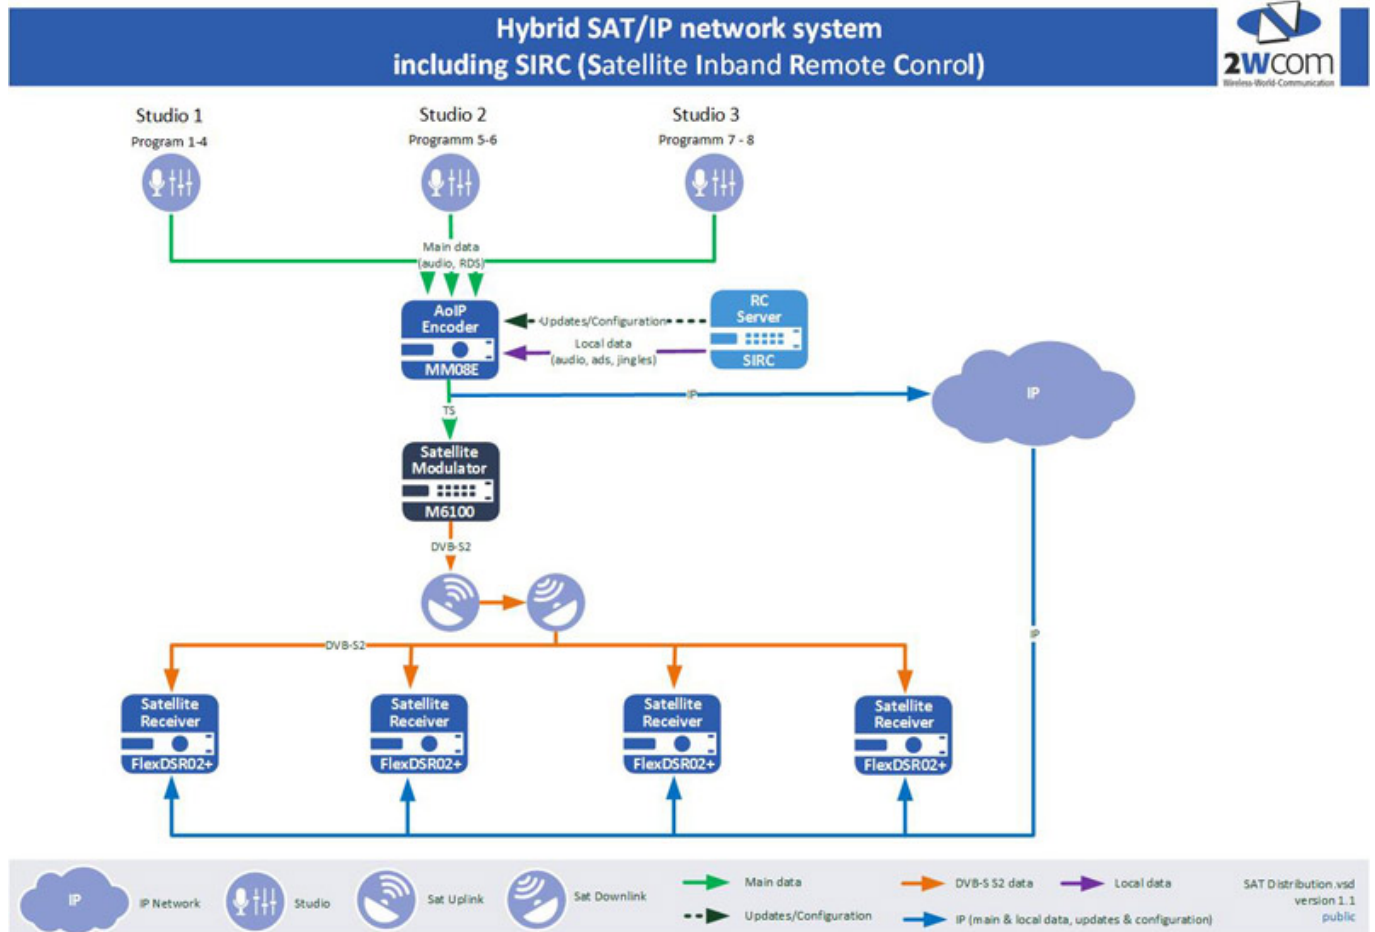 Hybrid SAT/IP network system
including SIRC (Satellite Inband Remote Conrol)
2Wcom
Wireless-World-Communication
Studio 1
Program 1-4
Studio 2
Programm 5-6
Studio 3
Programm 7 - 8
Main data
(audio, RDS)
AoIP
Encoder
MM08E
Updates/Configuration
Local data
(audio, ads, jingles)
RC
Server
SIRC
IP
IP
TS
Satellite
Modulator
M6100
DVB-S2
IP
DVB-S2
Satellite
Receiver
FlexDSR02+
Satellite
Receiver
FlexDSR02+
Satellite
Receiver
FlexDSR02+
Satellite
Receiver
FlexDSR02+
IP
IP Network
Studio
Sat Uplink
Sat Downlink
Main data
Updates/Configuration
DVB-S S2 data
Local data
IP (main & local data, updates & configuration)
SAT Distribution.vsd
version 1.1
public